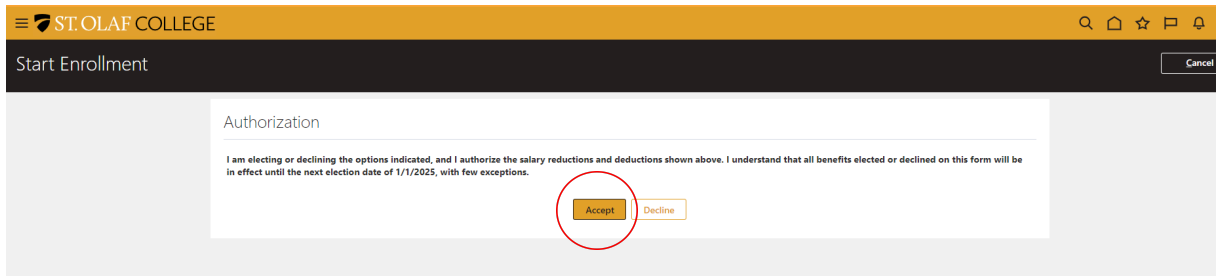 ST. OLAF COLLEGE
Start Enrollment
Cancel
Authorization
I am electing or declining the options indicated, and I authorize the salary reductions and deductions shown above. I understand that all benefits elected or declined on this form will be
in effect until the next election date of 1/1/2025, with few exceptions.
Accept
Decline